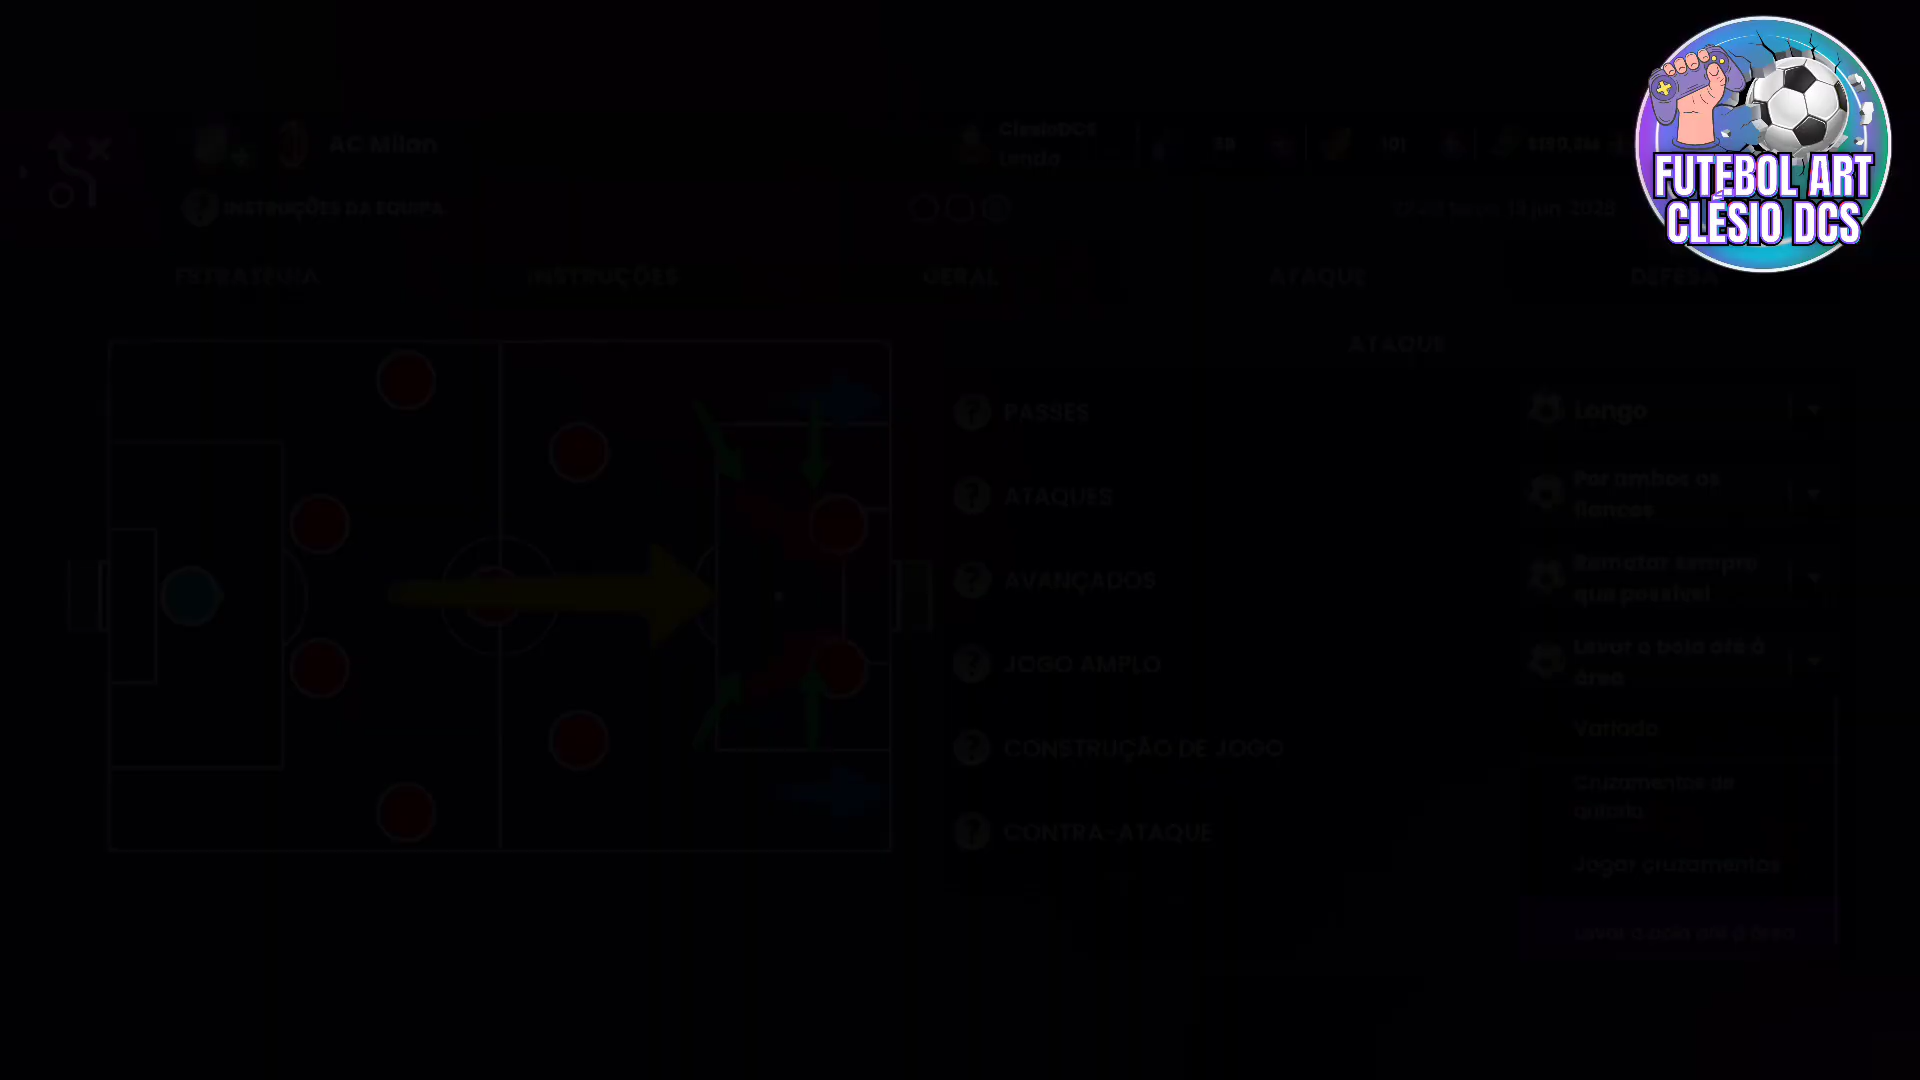 FUTEBOL ART
CLÉSIO DCS
AC Milan
ClesioDCS
Lenda
101
INSTRUÇÕES DA EQUIPA
ESTRATÉGIA
INSTRUÇÕES
GERAL
ATAQUE
DEFESA
ATAQUE
PASSES
Longo
ATAQUES
Por ambos os
flancos
AVANÇADOS
Rematar sempre
que possível
JOGO AMPLO
Levar a bola até à
área
Variado
CONSTRUÇÃO DE JOGO
Cruzamentos de
CONTRA-ATAQUE
Jogar cruzamentos
Levar a bola até à área